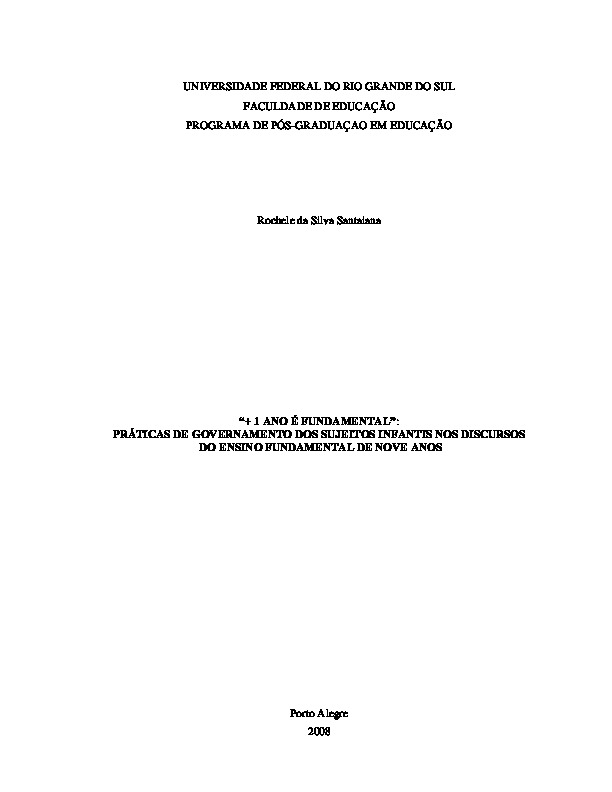 UNIVERSIDADE FEDERAL DO RIO GRANDE DO SUL
FACULDADE DE EDUCAÇÃO
PROGRAMA DE PÓS-GRADUAÇAO EM EDUCAÇÃO
Rochele da Silva Santaiana
“+ 1 ANO É FUNDAMENTAL”:
PRÁTICAS DE GOVERNAMENTO DOS SUJEITOS INFANTIS NOS DISCURSOS
DO ENSINO FUNDAMENTAL DE NOVE ANOS
Porto Alegre
2008